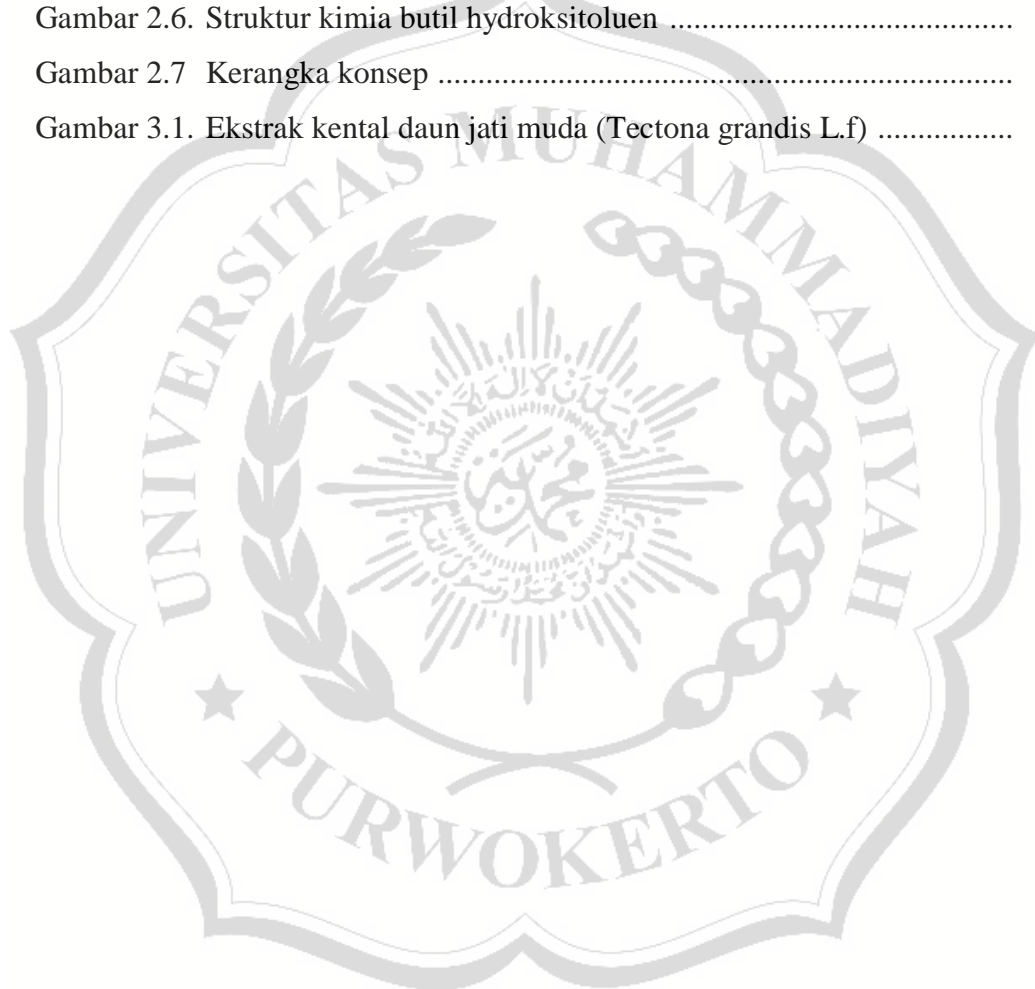 Gambar 2.6. Struktur kimia butil hydroksitoluen ...........................................
Gambar 2.7 Kerangka konsep ........................................................................
Gambar 3.1. Ekstrak kental daun jati muda (Tectona grandis L.f) .................
UNIVERSITAS MUHAMMADIYAH
PURWOKERTO